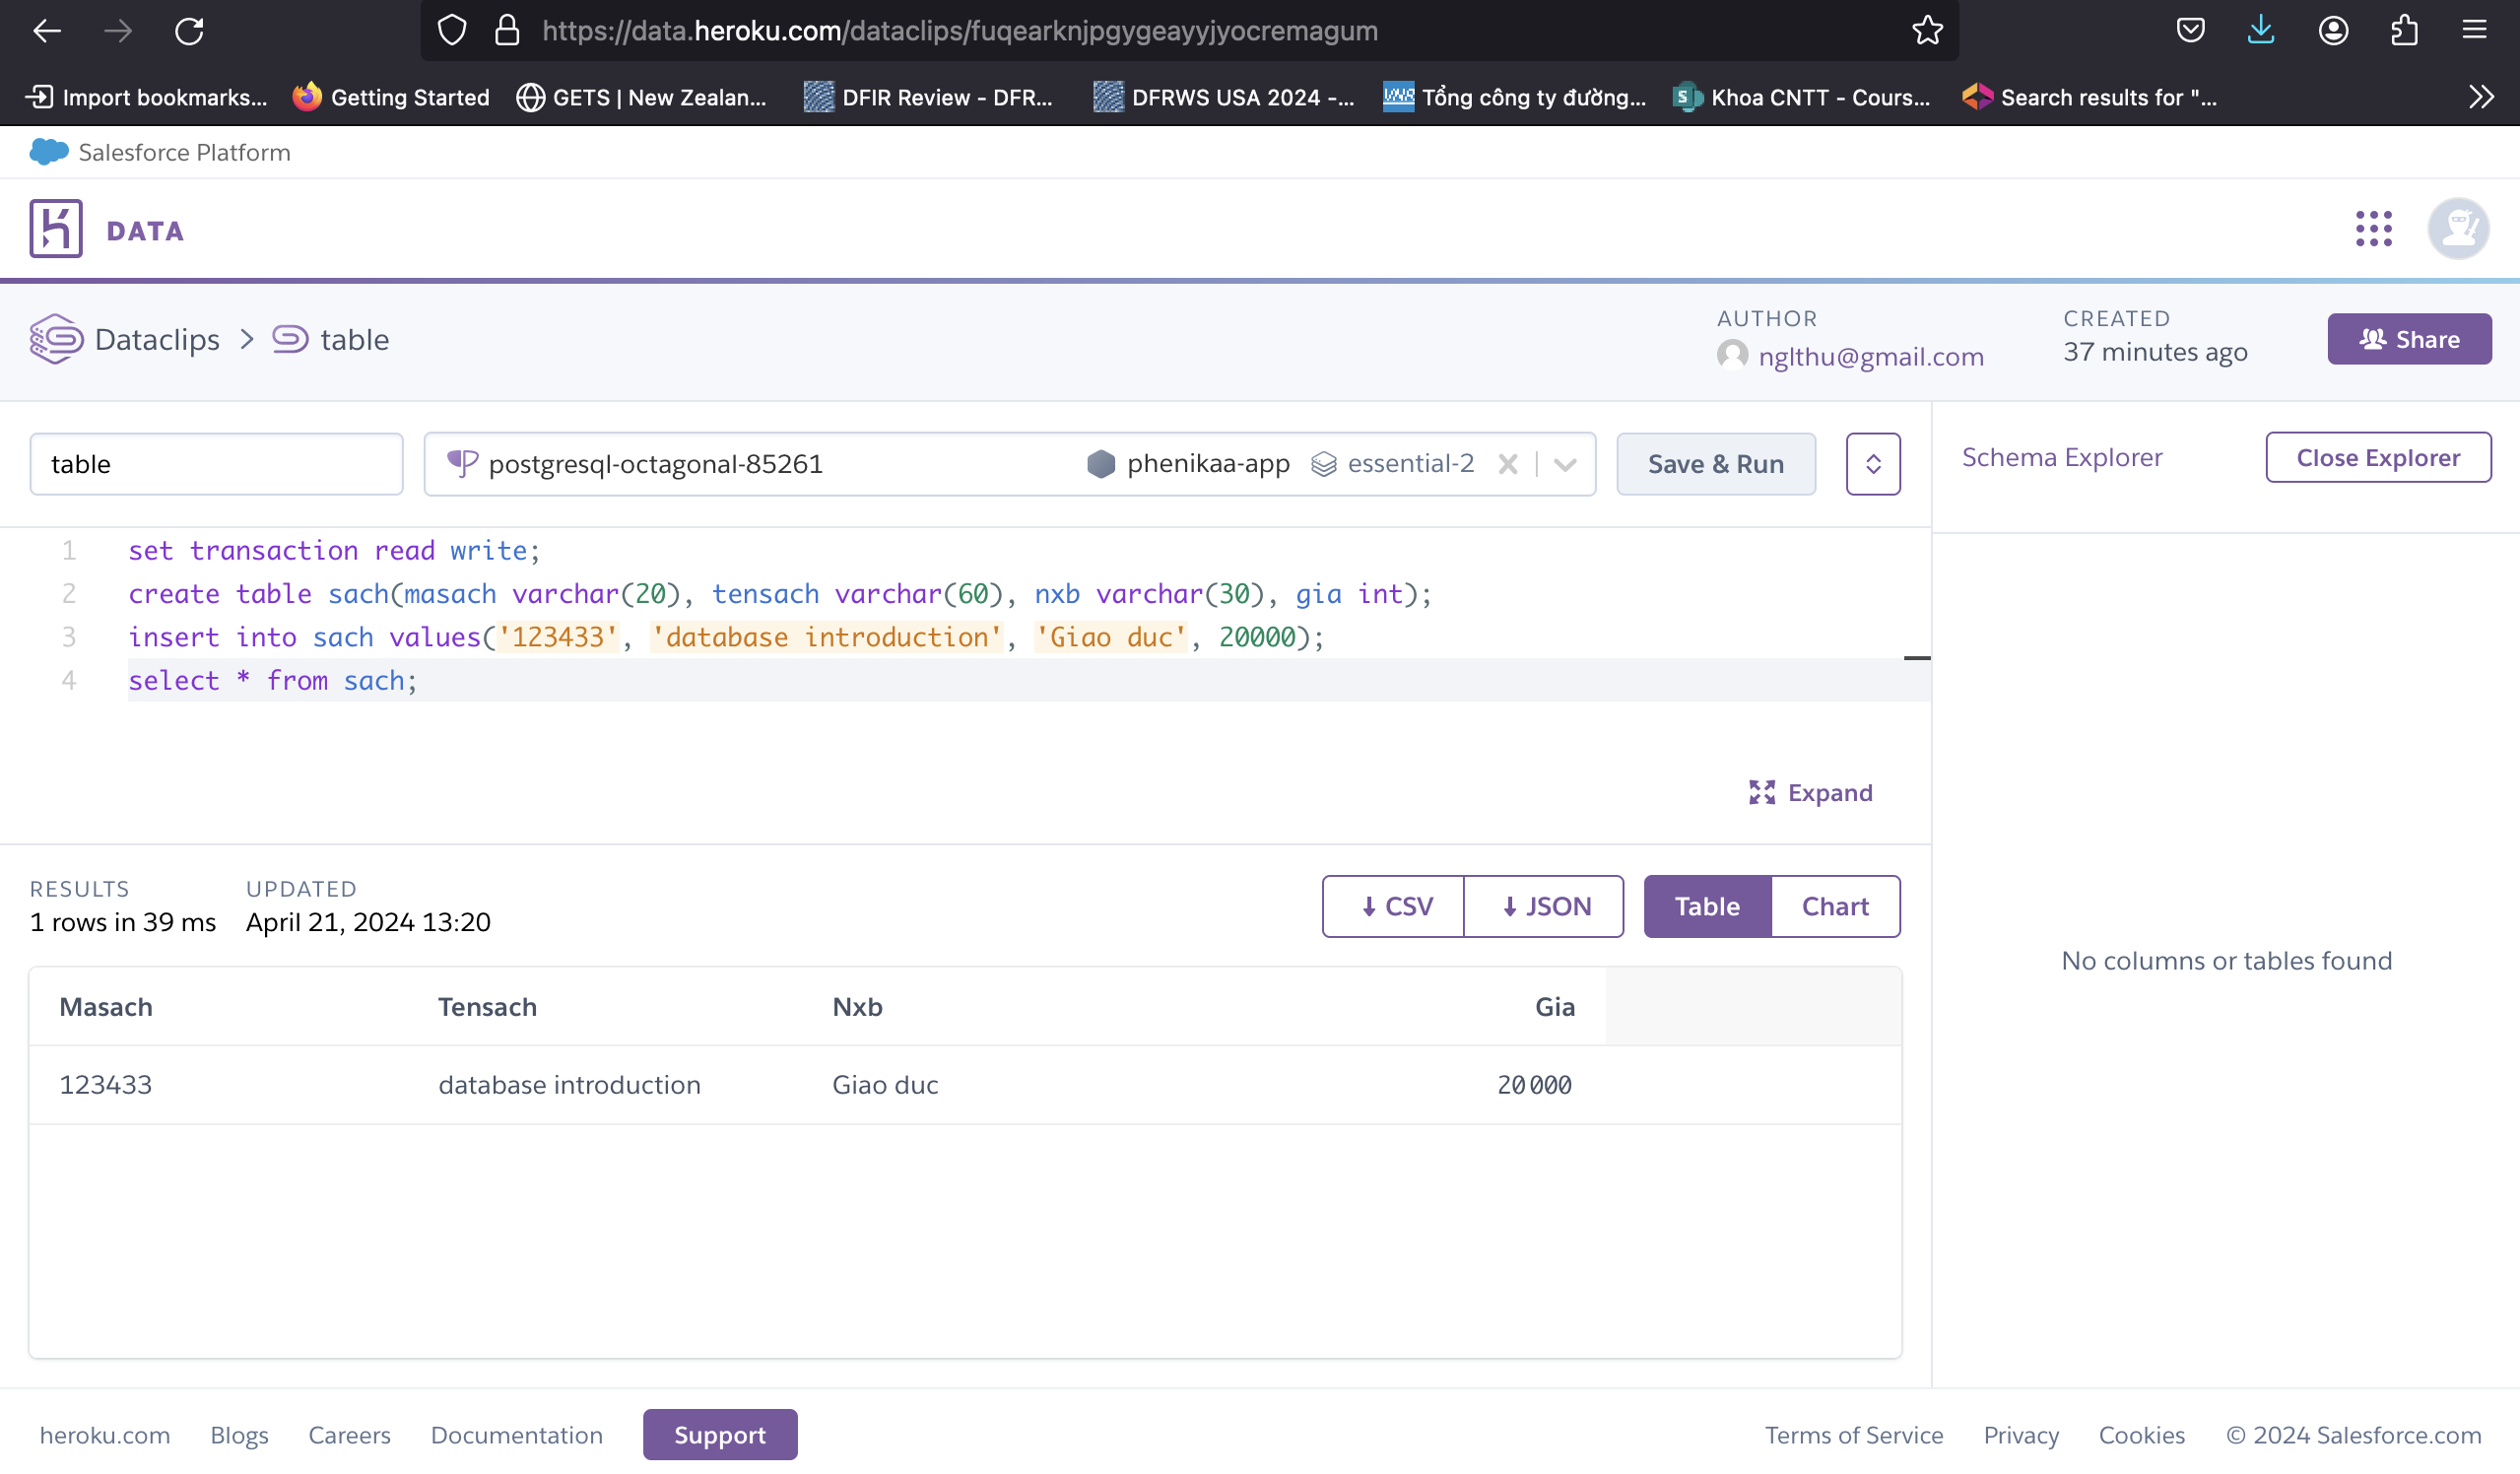 https://data.heroku.com/dataclips/fuqearknjpgygeayyjyocremagum
Import bookmarks... Getting Started GETS | New Zealan... DFIR Review - DFR... DFRWS USA 2024 -... Tổng công ty đường... Khoa CNTT - Cours... Search results for "...
Salesforce Platform
DATA
Dataclips > table
AUTHOR
nglthu@gmail.com
CREATED
37 minutes ago
Share
table
postgresql-octagonal-85261 phenikaa-app essential-2
Save & Run
Schema Explorer
Close Explorer
1 set transaction read write;
2 create table sach(masach varchar(20), tensach varchar(60), nxb varchar(30), gia int);
3 insert into sach values('123433', 'database introduction', 'Giao duc', 20000);
4 select * from sach;
Expand
RESULTS
1 rows in 39 ms
UPDATED
April 21, 2024 13:20
CSV JSON
Table Chart
No columns or tables found
Masach Tensach Nxb Gia
123433 database introduction Giao duc 20 000
heroku.com Blogs Careers Documentation Support Terms of Service Privacy Cookies © 2024 Salesforce.com